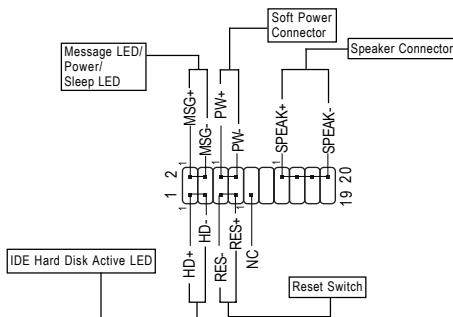 Soft Power
Connector
Message LED/
Power/
Sleep LED
Speaker Connector
MSG+
MSG-
PW+
PW-
SPEAK+
SPEAK-
1
1
1
2
20
1
19
1
1
HD+
HD-
RES-
RES+
NC
IDE Hard Disk Active LED
Reset Switch